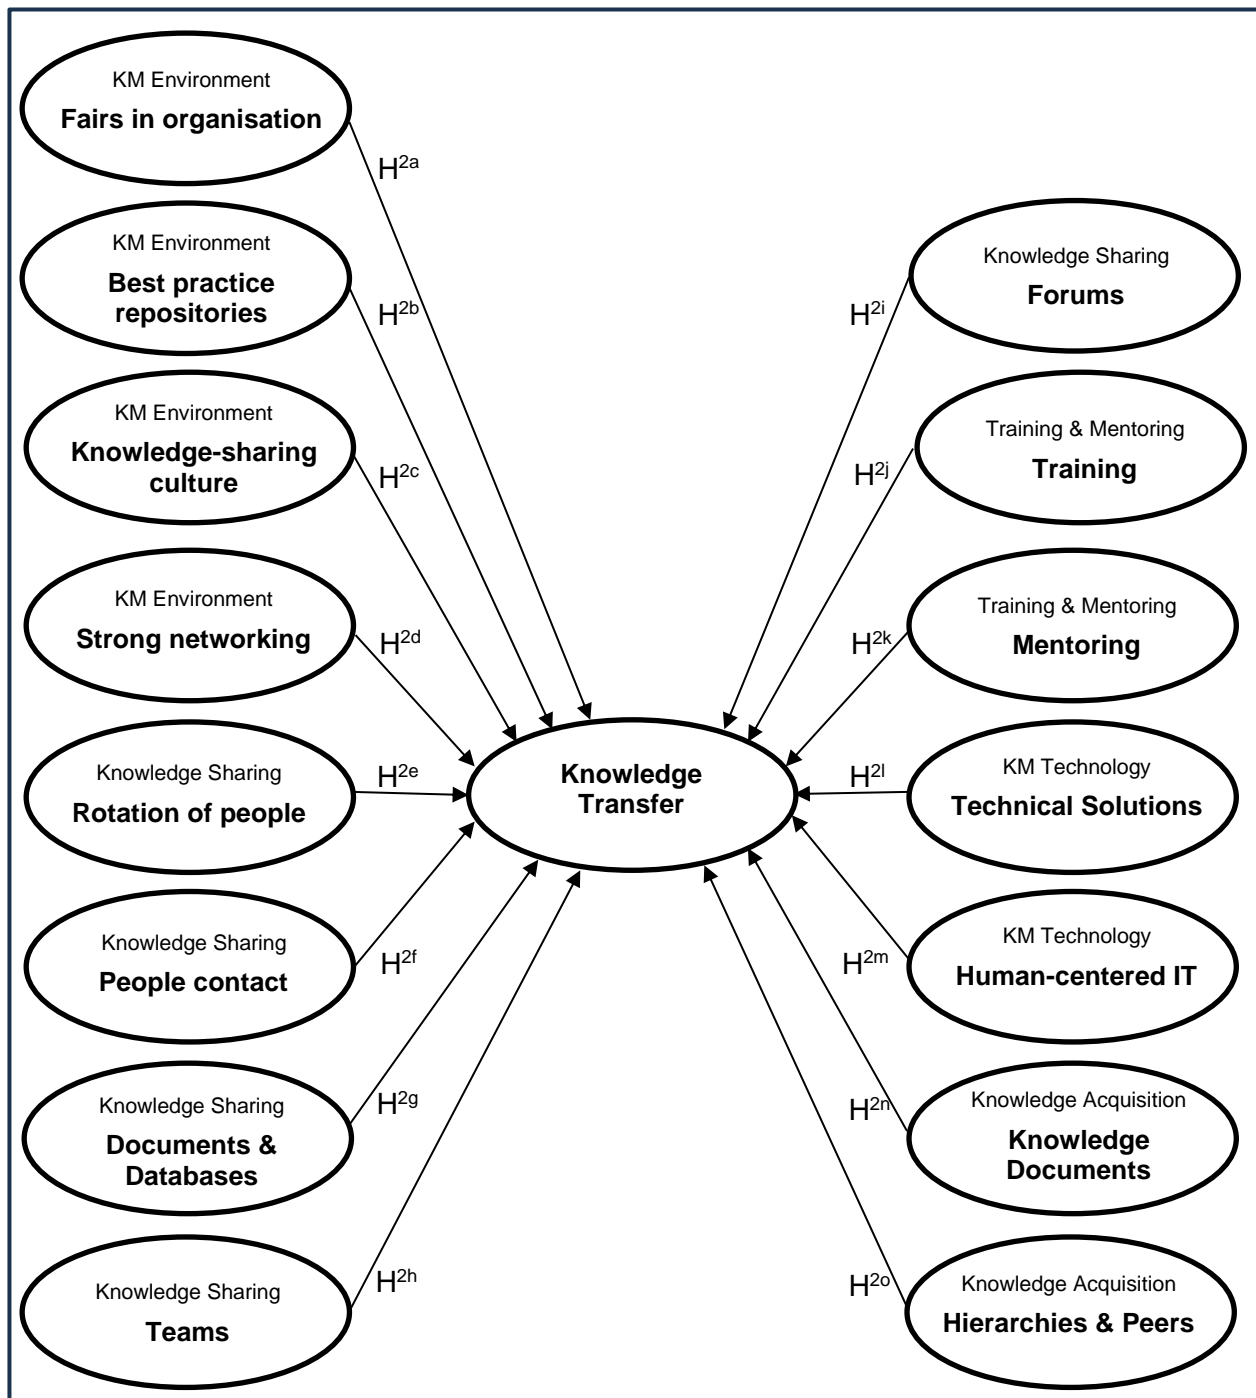 KM Environment
Fairs in organisation
H2a
KM Environment
Best practice
repositories
H2b
KM Environment
Knowledge-sharing
culture
H2c
KM Environment
Strong networking
H2d
Knowledge Sharing
Rotation of people
H2e
Knowledge Sharing
People contact
H2f
Knowledge Sharing
Documents &
Databases
H2g
Knowledge Sharing
Teams
H2h
Knowledge
Transfer
Knowledge Sharing
Forums
H2i
Training & Mentoring
Training
H2j
Training & Mentoring
Mentoring
H2k
KM Technology
Technical Solutions
H2l
KM Technology
Human-centered IT
H2m
Knowledge Acquisition
Knowledge
Documents
H2n
Knowledge Acquisition
Hierarchies & Peers
H2o